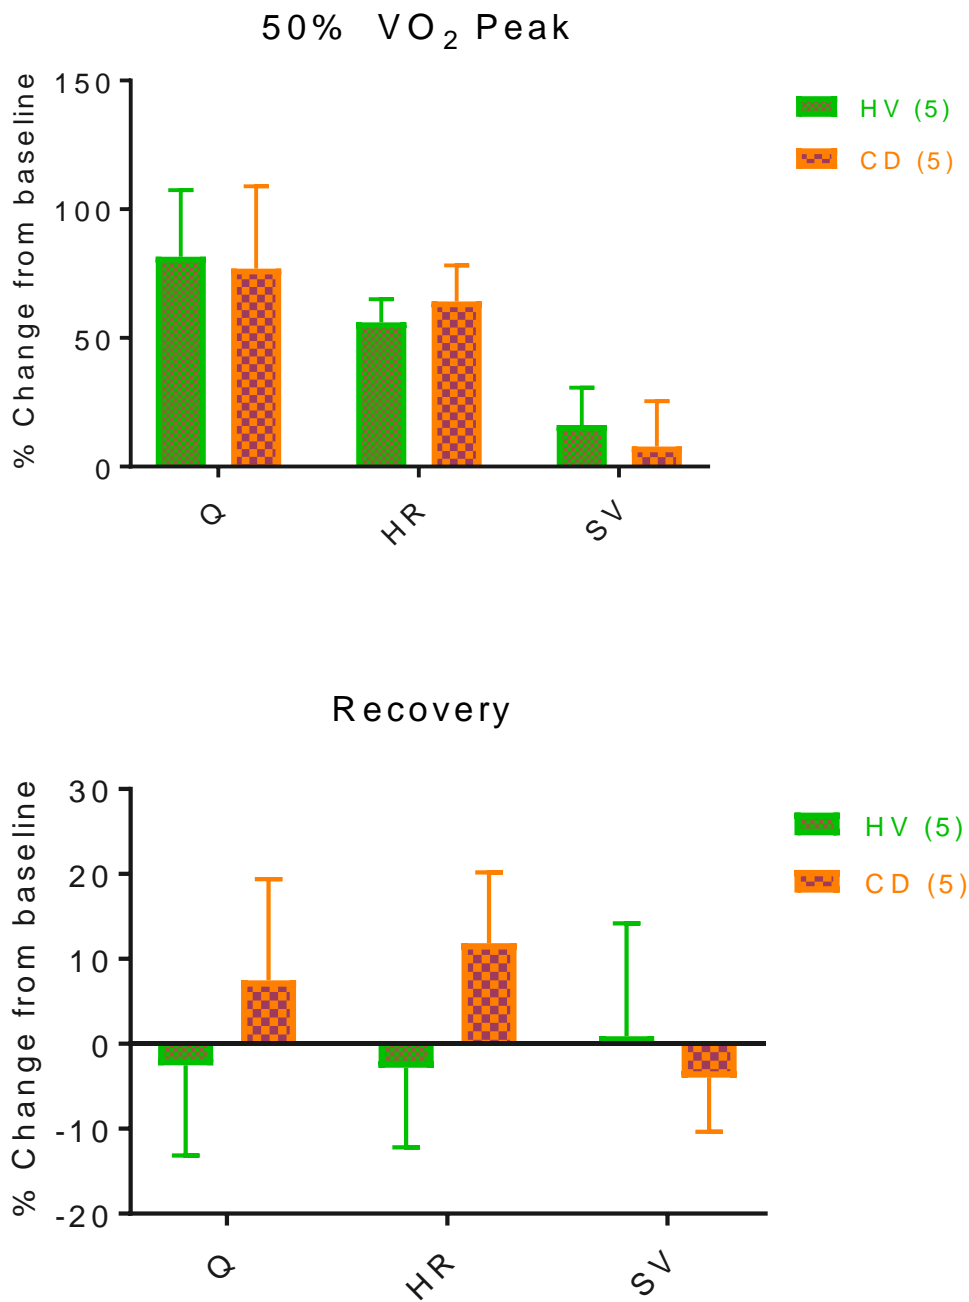 50% VO2 Peak
% Change from baseline
150
100
50
0
Q
HR
SV
HV (5)
CD (5)
Recovery
% Change from baseline
30
20
10
0
-10
-20
Q
HR
SV
HV (5)
CD (5)